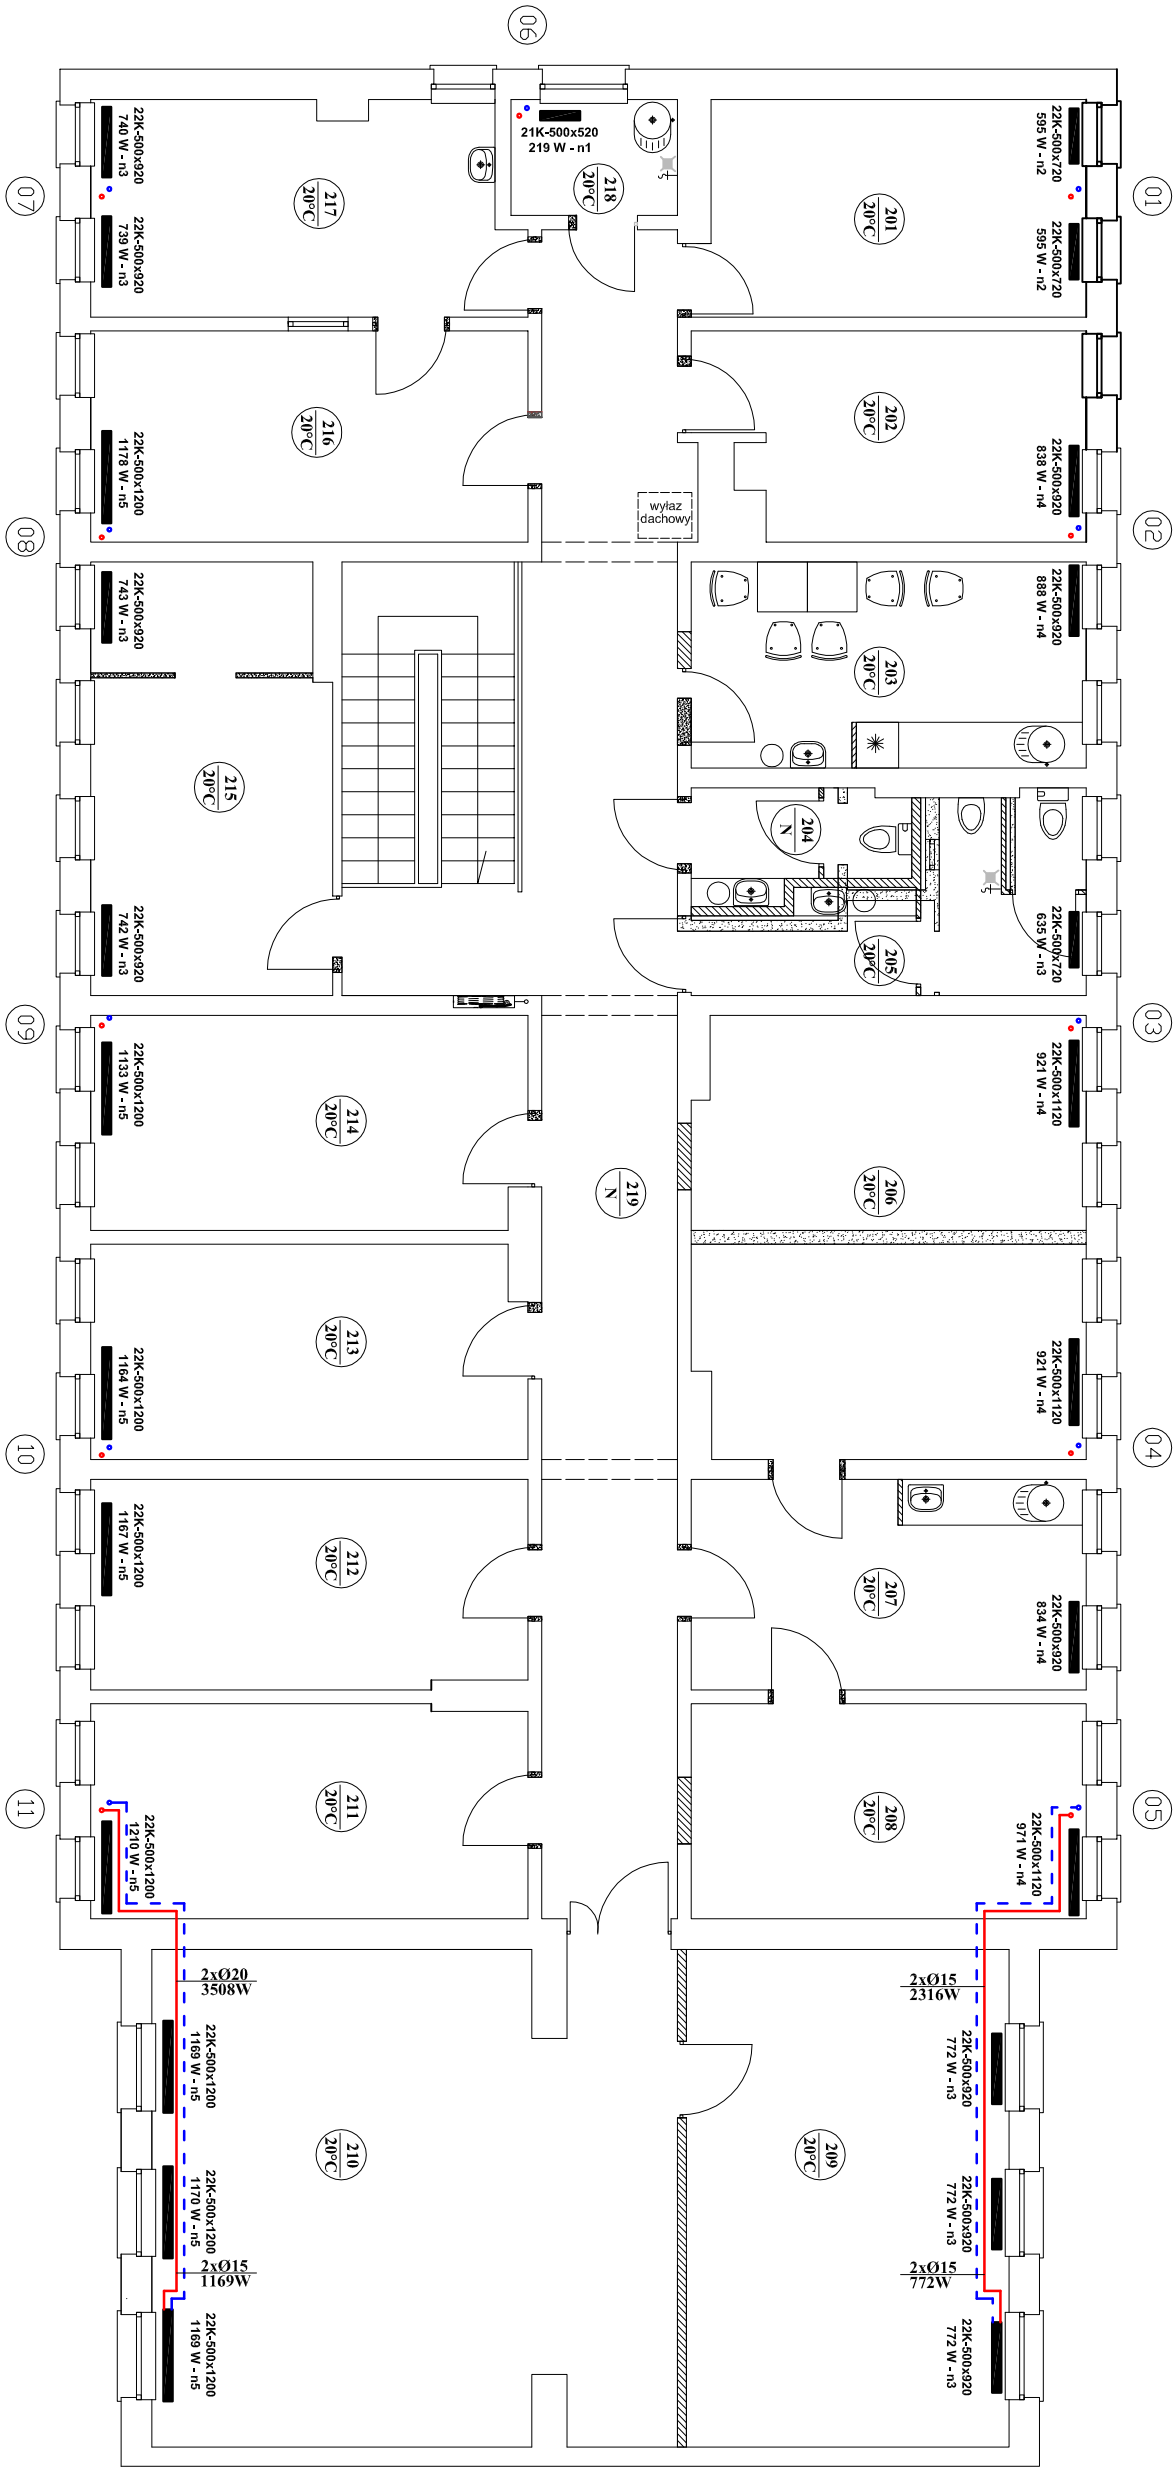 06
22K-500x920
740 W - n3
22K-500x920
739 W - n3
07
217
20°C
21K-500x520
219 W - n1
218
20°C
S
201
20°C
22K-500x720
595 W - n2
22K-500x720
595 W - n2
01
216
20°C
22K-500x1200
1178 W - n5
08
202
20°C
22K-500x920
838 W - n4
02
wyłaz
dachowy
22K-500x920
743 W - n3
215
20°C
22K-500x920
742 W - n3
09
203
20°C
22K-500x920
888 W - n4
204
N
S
205
20°C
22K-500x720
635 W - n3
03
22K-500x1200
1133 W - n5
214
20°C
219
N
206
20°C
22K-500x1120
921 W - n4
213
20°C
22K-500x1200
1164 W - n5
10
22K-500x1120
921 W - n4
04
22K-500x1200
1167 W - n5
212
20°C
207
20°C
22K-500x920
834 W - n4
11
211
20°C
22K-500x1200
1210 W - n5
208
20°C
22K-500x1120
971 W - n4
05
2xØ20
3508W
2xØ15
2316W
22K-500x1200
1169 W - n5
22K-500x920
772 W - n3
210
20°C
209
20°C
22K-500x1200
1170 W - n5
22K-500x920
772 W - n3
2xØ15
1169W
2xØ15
772W
22K-500x1200
1169 W - n5
22K-500x920
772 W - n3